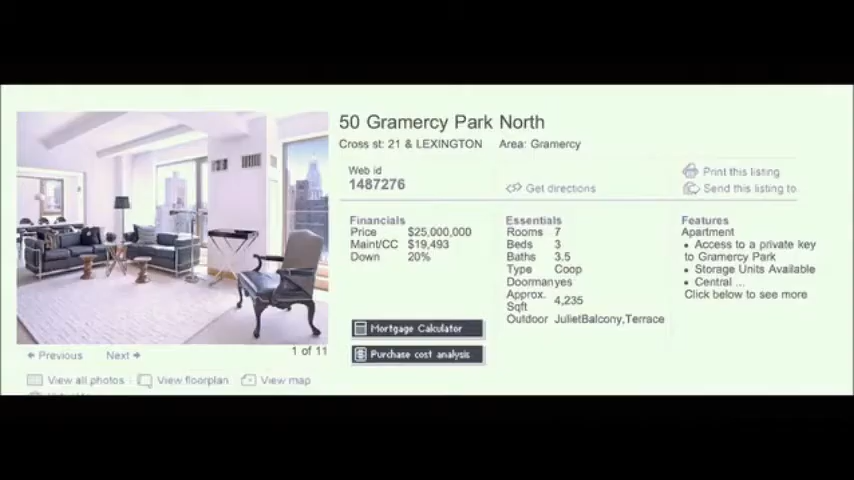 50 Gramercy Park North
Cross st: 21 & LEXINGTON Area: Gramercy
Web id
1487276
Get directions
Print this listing
Send this listing to
Financials
Price $25,000,000
Maint/CC $19,493
Down 20%
Mortgage Calculator
Purchase cost analysis
Essentials
Rooms 7
Beds 3
Baths 3.5
Type Coop
Doormanyes
Approx.
Sqft 4,235
Outdoor JulietBalcony,Terrace
Features
Apartment
• Access to a private key
to Gramercy Park
• Storage Units Available
• Central ...
Click below to see more
1 of 11
Previous Next
View all photos View floorplan View map